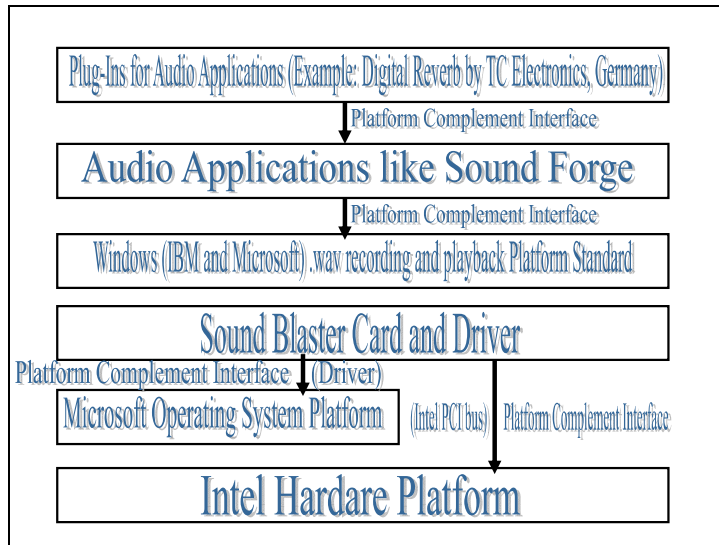 Plug-Ins for Audio Applications (Example: Digital Reverb by TC Electronics, Germany)
Platform Complement Interface
Audio Applications like Sound Forge
Platform Complement Interface
Windows (IBM and Microsoft) .wav recording and playback Platform Standard
Sound Blaster Card and Driver
Platform Complement Interface (Driver)
Microsoft Operating System Platform
(Intel PCI bus) Platform Complement Interface
Intel Hardare Platform